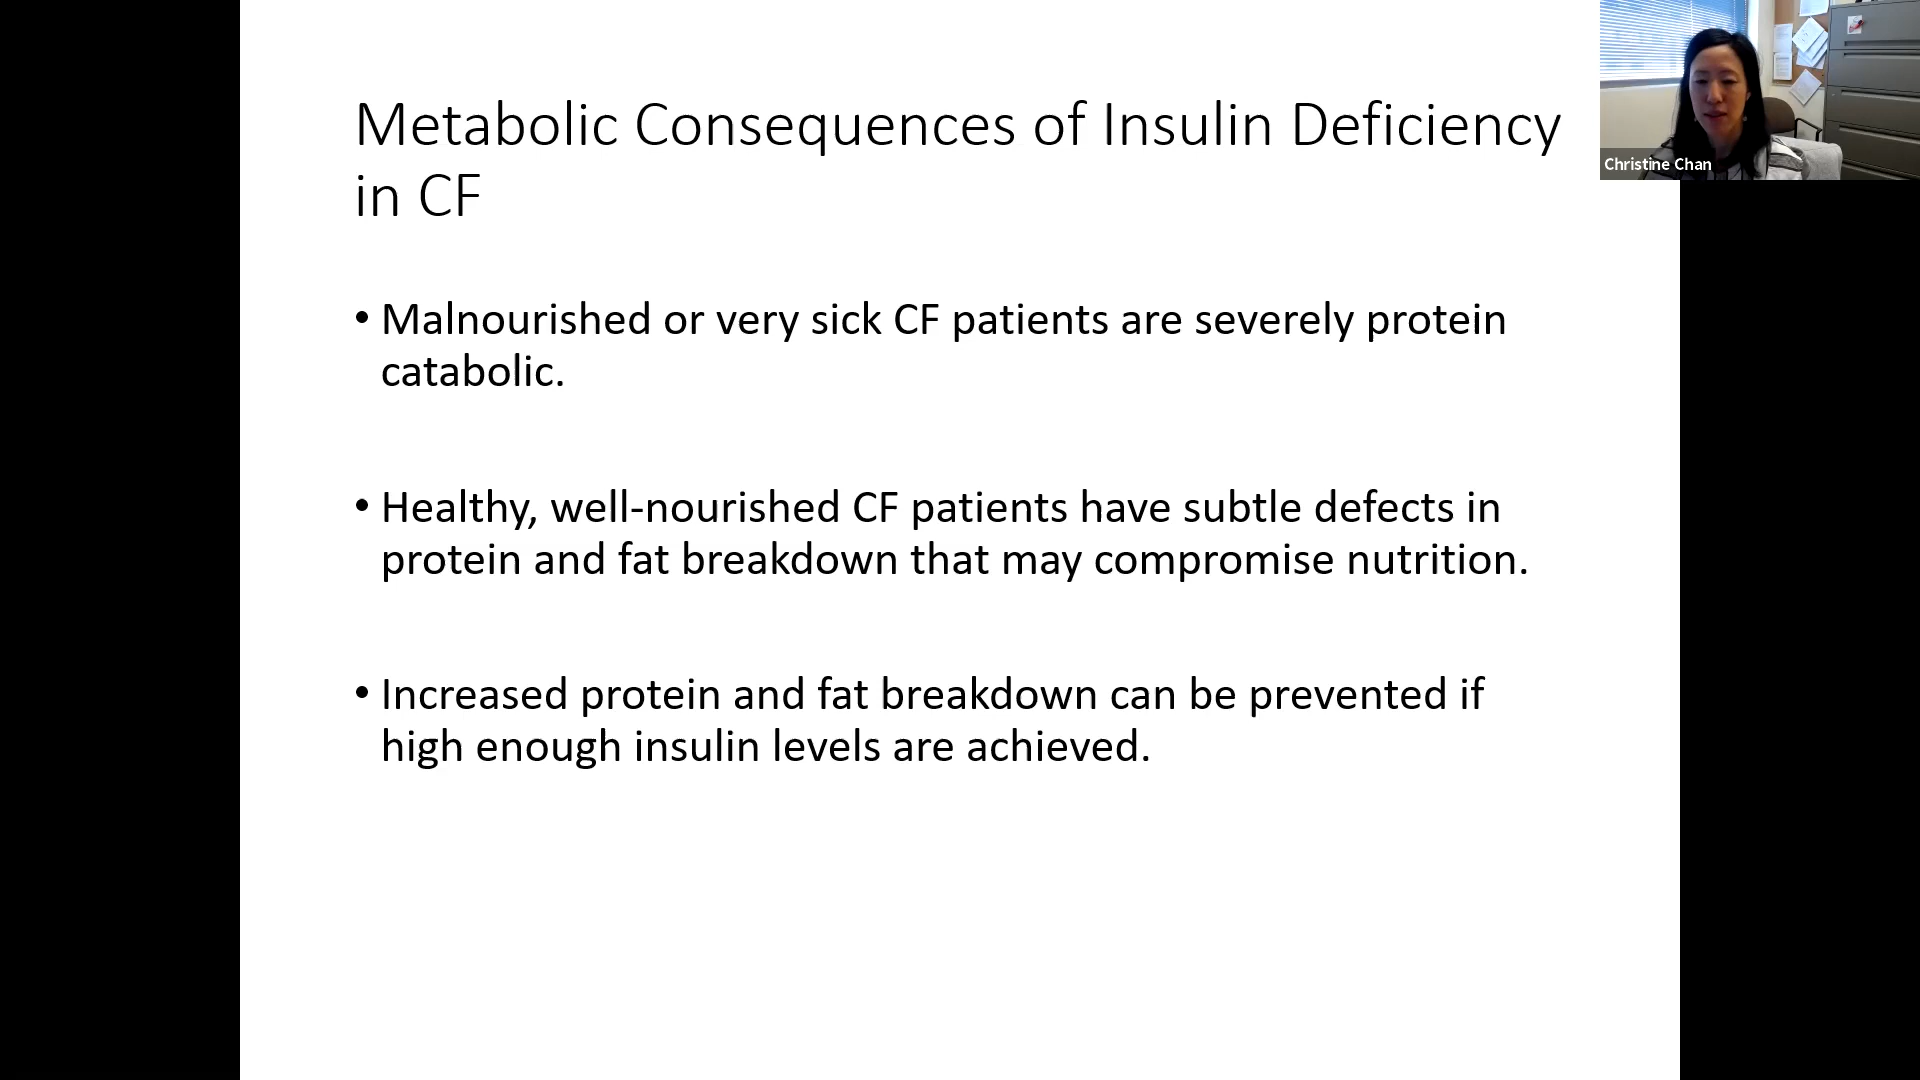 Metabolic Consequences of Insulin Deficiency
in CF
Christine Chan
• Malnourished or very sick CF patients are severely protein
catabolic.
• Healthy, well-nourished CF patients have subtle defects in
protein and fat breakdown that may compromise nutrition.
• Increased protein and fat breakdown can be prevented if
high enough insulin levels are achieved.